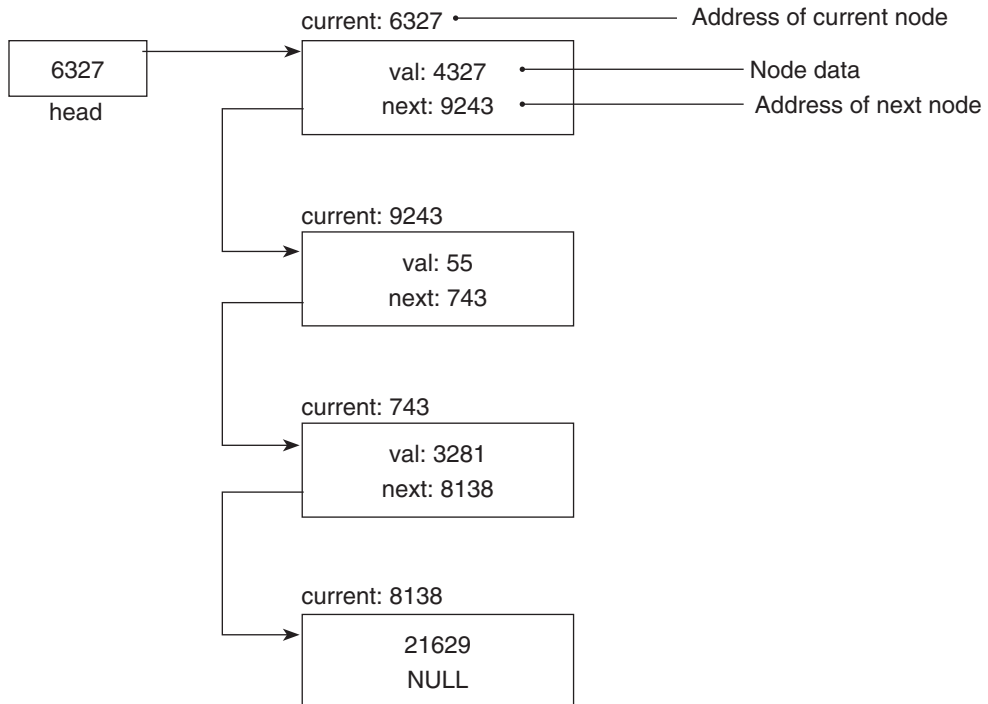 current: 6327
Address of current node
6327
head
val: 4327
Node data
next: 9243
Address of next node
current: 9243
val: 55
next: 743
current: 743
val: 3281
next: 8138
current: 8138
21629
NULL